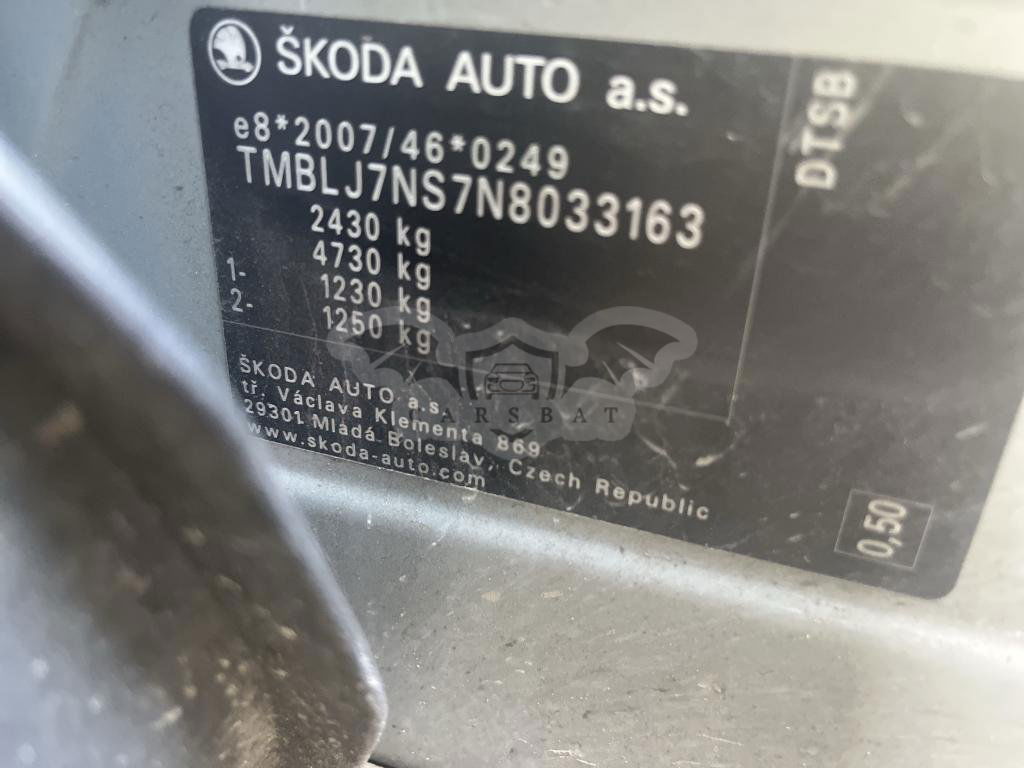 ŠKODA AUTO a.s.
e8*2007/46*0249
TMBLJ7NS7N8033163
2430 kg
4730 kg
1- 1230 kg
2- 1250 kg
ŠKODA AUTO a.s.
tř. Václava Klementa 869
29301 Mladá Boleslav, Czech Republic
www.skoda-auto.com
DTSB
0,50
CARSBAT